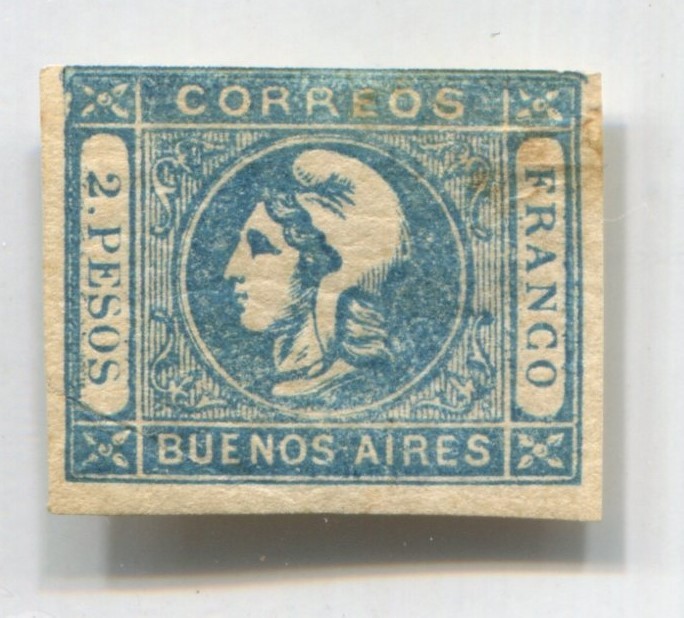 CORREOS
2. PESOS
FRANCO
BUENOS AIRES